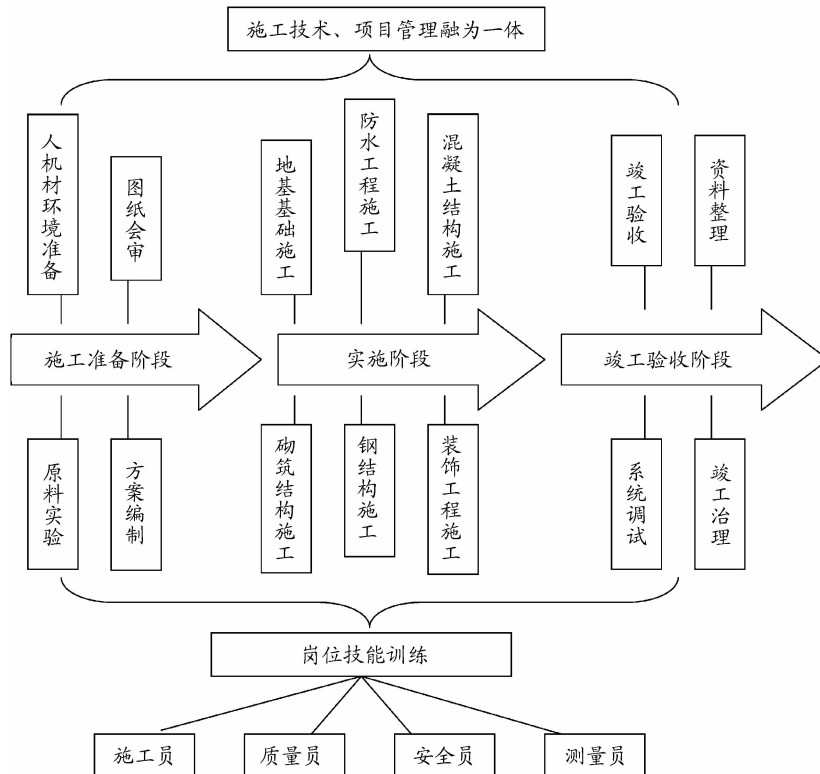 施工技术、项目管理融为一体
人机材环境准备
图纸会审
地基基础施工
防水工程施工
混凝土结构施工
竣工验收
资料整理
施工准备阶段
实施阶段
竣工验收阶段
原料实验
方案编制
砌筑结构施工
钢结构施工
装饰工程施工
系统调试
竣工治理
岗位技能训练
施工员
质量员
安全员
测量员